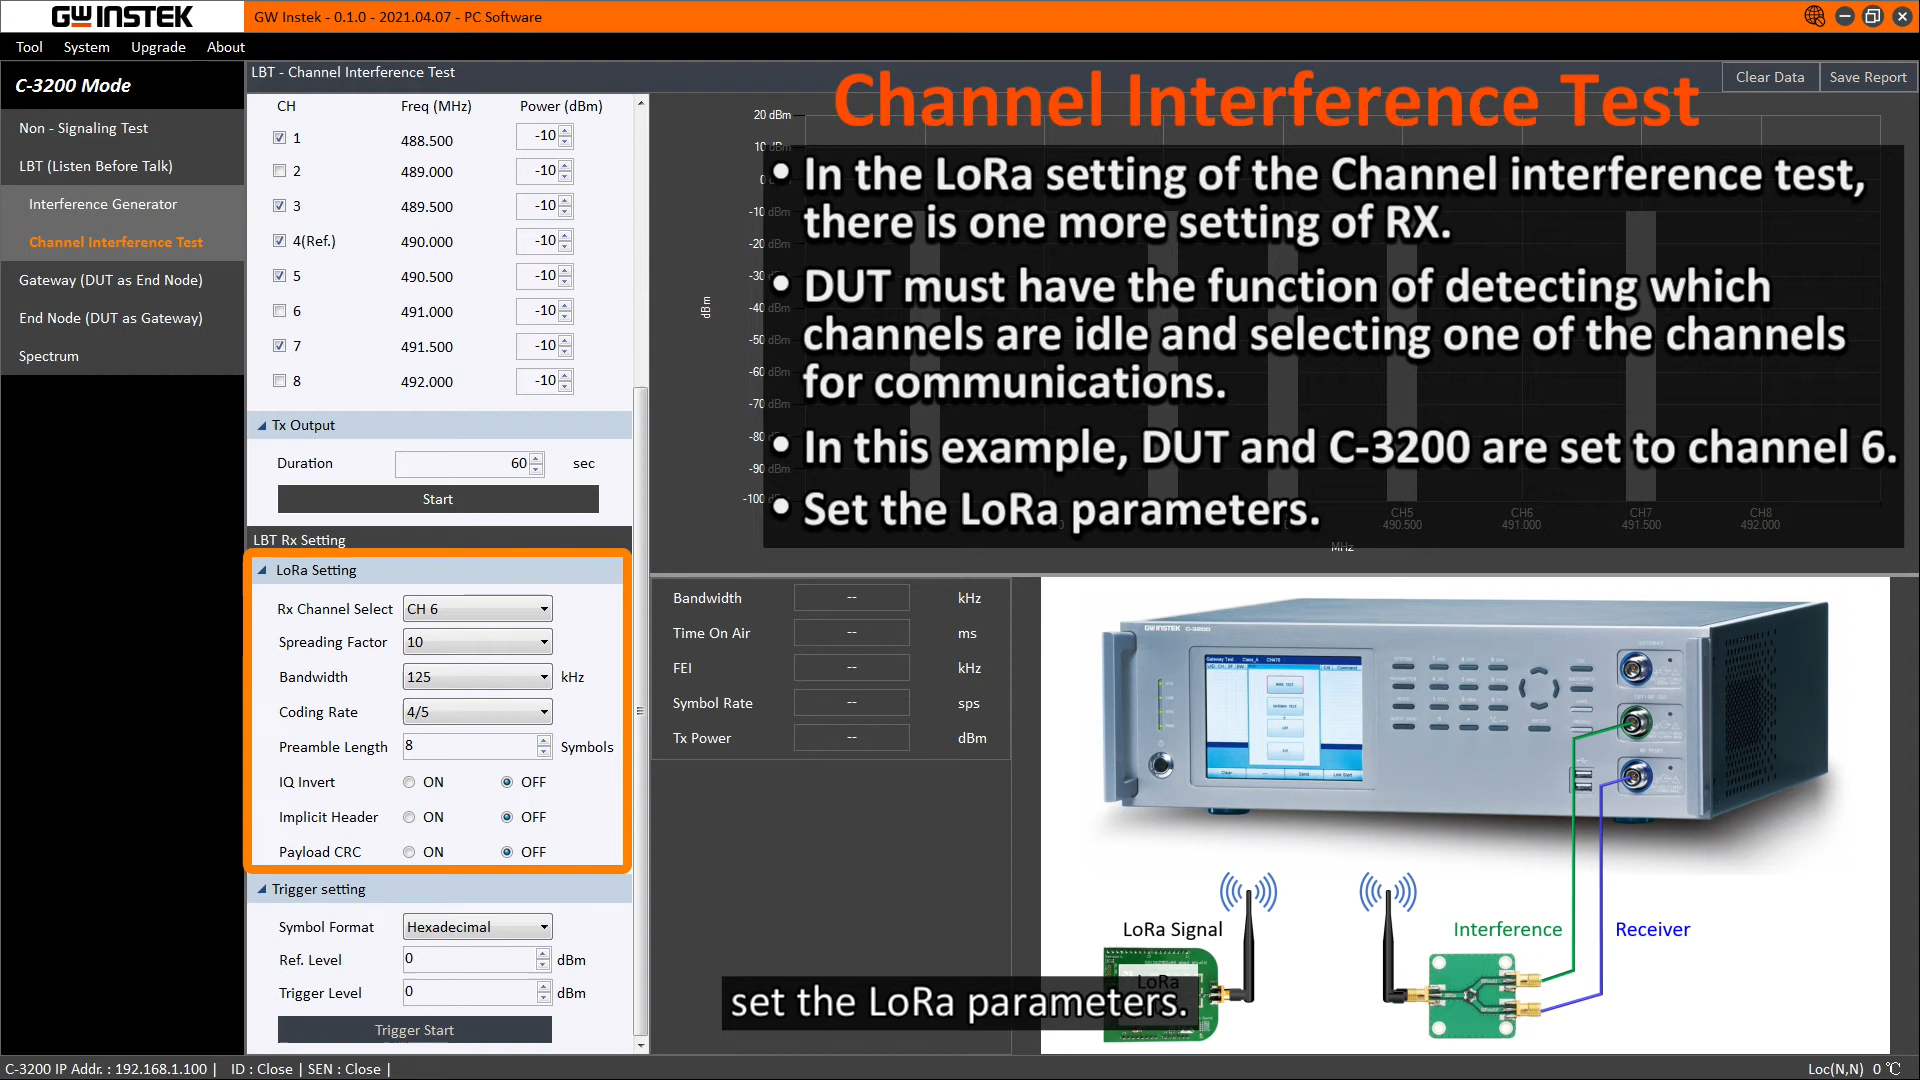 GW INSTEK
GW Instek - 0.1.0 - 2021.04.07 - PC Software
Tool System Upgrade About
C-3200 Mode
Non - Signaling Test
LBT (Listen Before Talk)
Interference Generator
Channel Interference Test
Gateway (DUT as End Node)
End Node (DUT as Gateway)
Spectrum
LBT - Channel Interference Test
Clear Data
Save Report
CH Freq (MHz) Power (dBm)
1 488.500 -10
2 489.000 -10
3 489.500 -10
4(Ref.) 490.000 -10
5 490.500 -10
6 491.000 -10
7 491.500 -10
8 492.000 -10
Tx Output
Duration 60 sec
Start
LBT Rx Setting
LoRa Setting
Rx Channel Select CH 6
Spreading Factor 10
Bandwidth 125 kHz
Coding Rate 4/5
Preamble Length 8 Symbols
IQ Invert ON OFF
Implicit Header ON OFF
Payload CRC ON OFF
Trigger setting
Symbol Format Hexadecimal
Ref. Level 0 dBm
Trigger Level 0 dBm
Trigger Start
Channel Interference Test
• In the LoRa setting of the Channel interference test,
there is one more setting of RX.
• DUT must have the function of detecting which
channels are idle and selecting one of the channels
for communications.
• In this example, DUT and C-3200 are set to channel 6.
• Set the LoRa parameters.
20 dBm
-10 dBm
-20 dBm
-30 dBm
-40 dBm
-50 dBm
-60 dBm
-70 dBm
-80 dBm
-90 dBm
-100 dBm
dBm
CH5 CH6 CH7 CH8
490.500 491.000 491.500 492.000
MHz
Bandwidth -- kHz
Time On Air -- ms
FEI -- kHz
Symbol Rate -- sps
Tx Power -- dBm
GW INSTEK C-3200
LoRa Signal
LoRa
Interference
Receiver
set the LoRa parameters.
C-3200 IP Addr. : 192.168.1.100 | ID : Close | SEN : Close |
Loc(N,N) 0 ℃